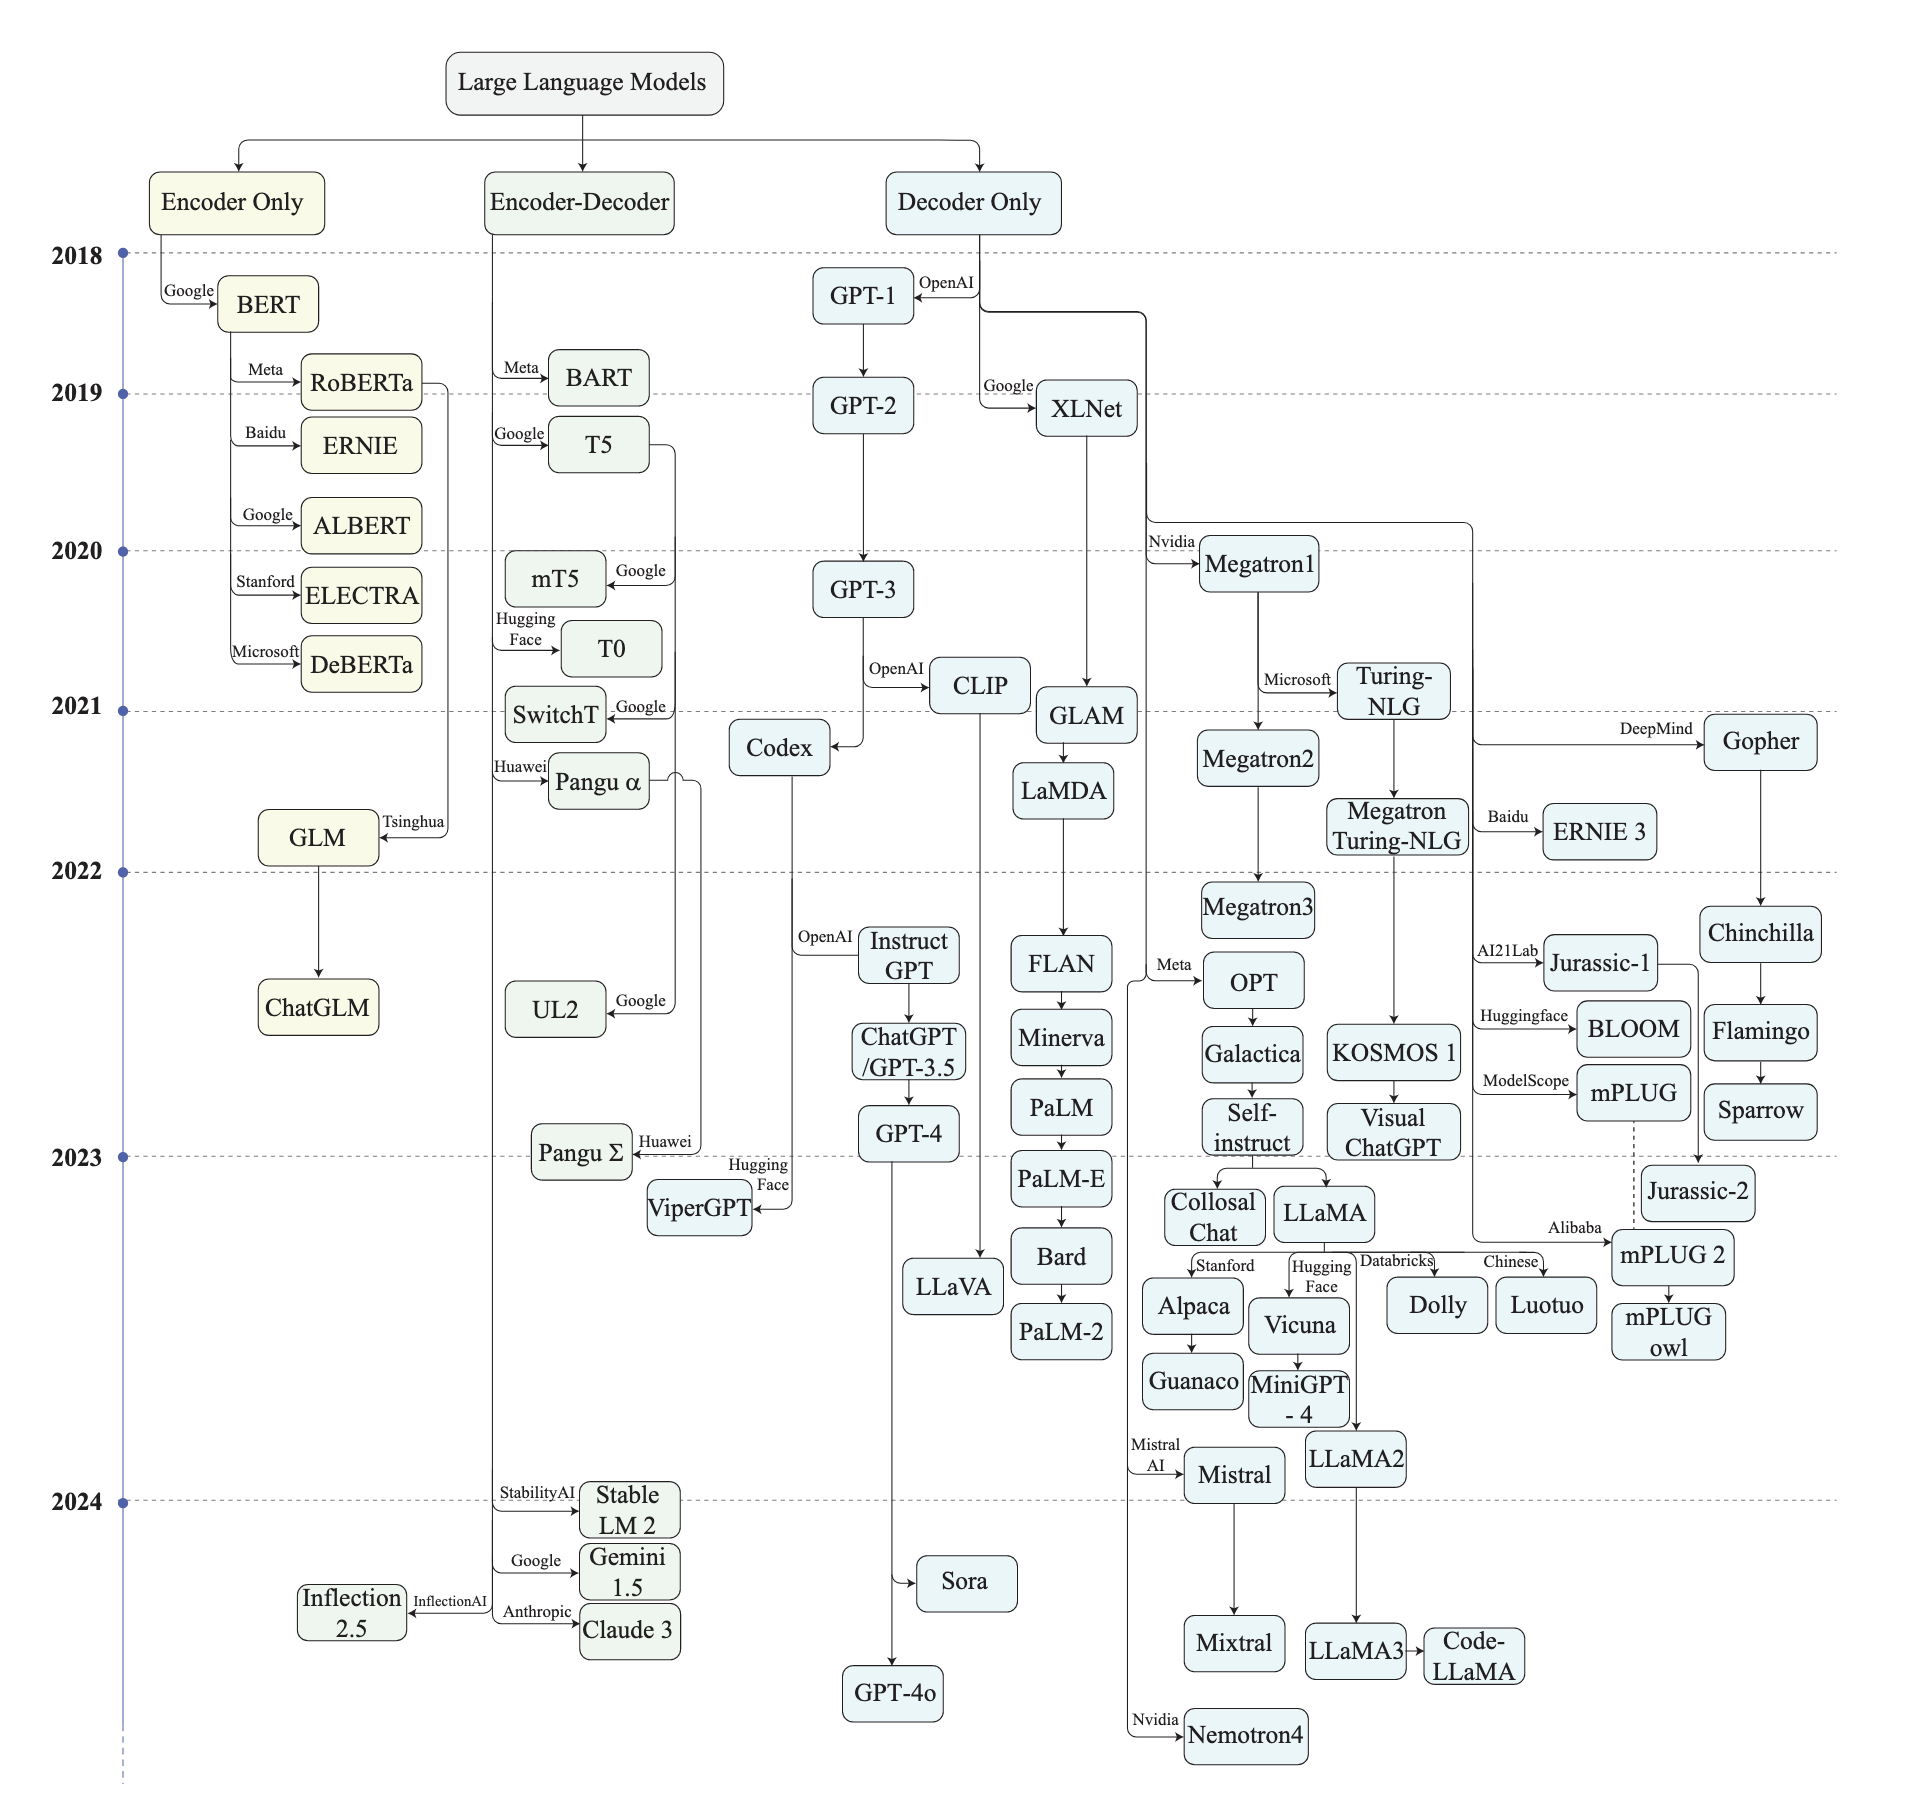 Large Language Models
Encoder Only
Encoder-Decoder
Decoder Only
2018
Google
BERT
GPT-1
OpenAI
Meta
RoBERTa
Meta
BART
2019
GPT-2
Google
XLNet
Baidu
ERNIE
Google
T5
Google
ALBERT
2020
Nvidia
Megatron1
Stanford
ELECTRA
mT5
Google
GPT-3
Microsoft
DeBERTa
Hugging
Face
T0
OpenAI
CLIP
Microsoft
Turing-
NLG
2021
SwitchT
Google
GLAM
Codex
Megatron2
DeepMind
Gopher
Huawei
Pangu α
LaMDA
Megatron
Turing-NLG
GLM
Tsinghua
Baidu
ERNIE 3
2022
Megatron3
Chinchilla
OpenAI
Instruct
GPT
FLAN
Meta
OPT
AI21Lab
Jurassic-1
ChatGLM
UL2
Google
ChatGPT
/GPT-3.5
Minerva
Galactica
KOSMOS 1
Huggingface
BLOOM
Flamingo
GPT-4
PaLM
Self-
instruct
Visual
ChatGPT
ModelScope
mPLUG
Sparrow
2023
Pangu Σ
Huawei
Hugging
Face
ViperGPT
PaLM-E
Collosal
Chat
LLaMA
Jurassic-2
Alibaba
mPLUG 2
LLaVA
Bard
Stanford
Hugging
Face
Databricks
Chinese
Alpaca
Vicuna
Dolly
Luotuo
mPLUG
owl
PaLM-2
Guanaco
MiniGPT
- 4
Mistral
AI
Mistral
LLaMA2
2024
StabilityAI
Stable
LM 2
Google
Gemini
1.5
Sora
Inflection
2.5
InflectionAI
Anthropic
Claude 3
Mixtral
LLaMA3
Code-
LLaMA
GPT-4o
Nvidia
Nemotron4